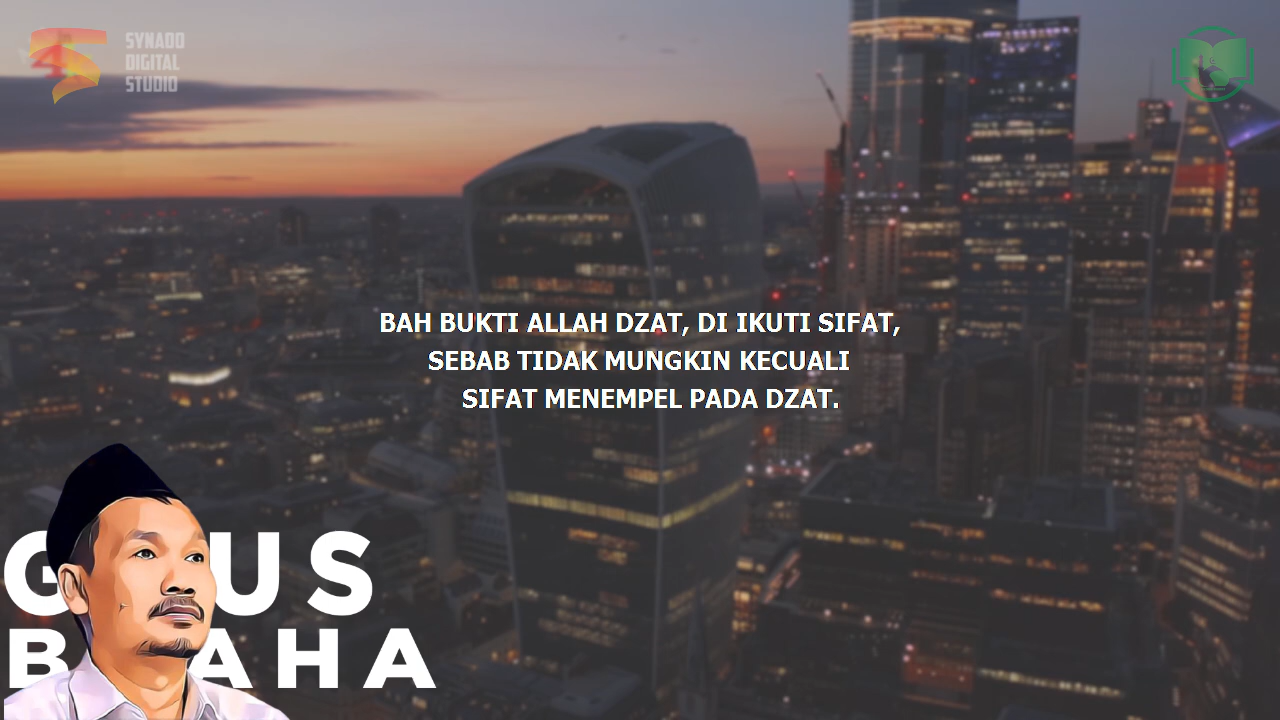 SYNADO
DIGITAL
STUDIO
BAH BUKTI ALLAH DZAT, DI IKUTI SIFAT,
SEBAB TIDAK MUNGKIN KECUALI
SIFAT MENEMPEL PADA DZAT.
GUS
BAHA